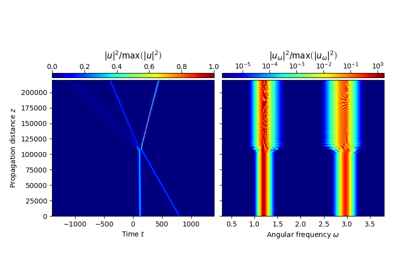 |u|²/max(|u|²)
|u_ω|²/max(|u_ω|²)
0.0 0.2 0.4 0.6 0.8 1.0
10⁻⁵ 10⁻⁴ 10⁻³ 10⁻² 10⁻¹ 10⁰
Propagation distance z
200000
175000
150000
125000
100000
75000
50000
25000
0
−1000 −500 0 500 1000
0.5 1.0 1.5 2.0 2.5 3.0 3.5
Time t
Angular frequency ω